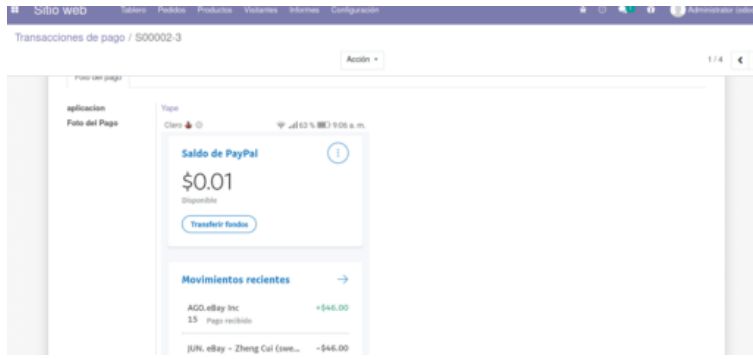 Sitio web Tablero Pedidos Productos Visitantes Informes Configuración Administrator (odoo
Transacciones de pago / S00002-3
Acción
1 / 4
Foto del pago
aplicacion Yape
Foto del Pago Claro 63 % 9:06 a. m.
Saldo de PayPal
$0.01
Disponible
Transferir fondos
Movimientos recientes
AGO. eBay Inc +$46.00
15 Pago recibido
JUN. eBay – Zheng Cui (swe... -$46.00